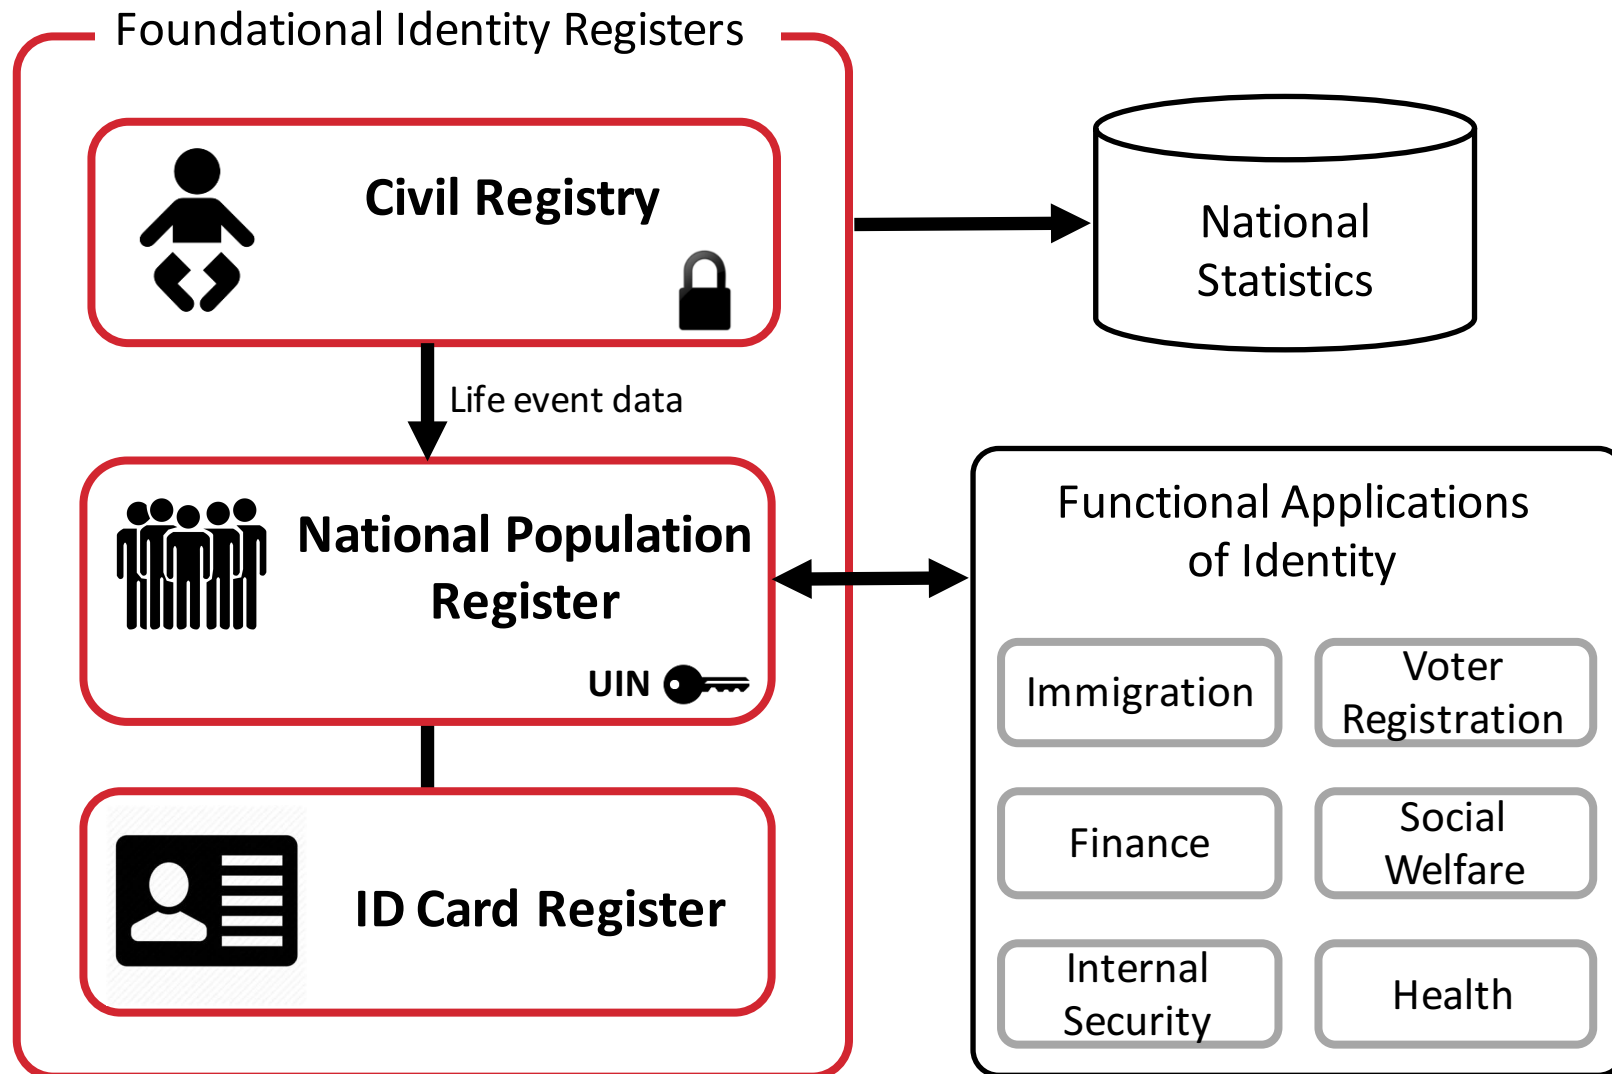 Foundational Identity Registers
Civil Registry
Life event data
National Population
Register
UIN
ID Card Register
National
Statistics
Functional Applications
of Identity
Immigration
Voter
Registration
Finance
Social
Welfare
Internal
Security
Health